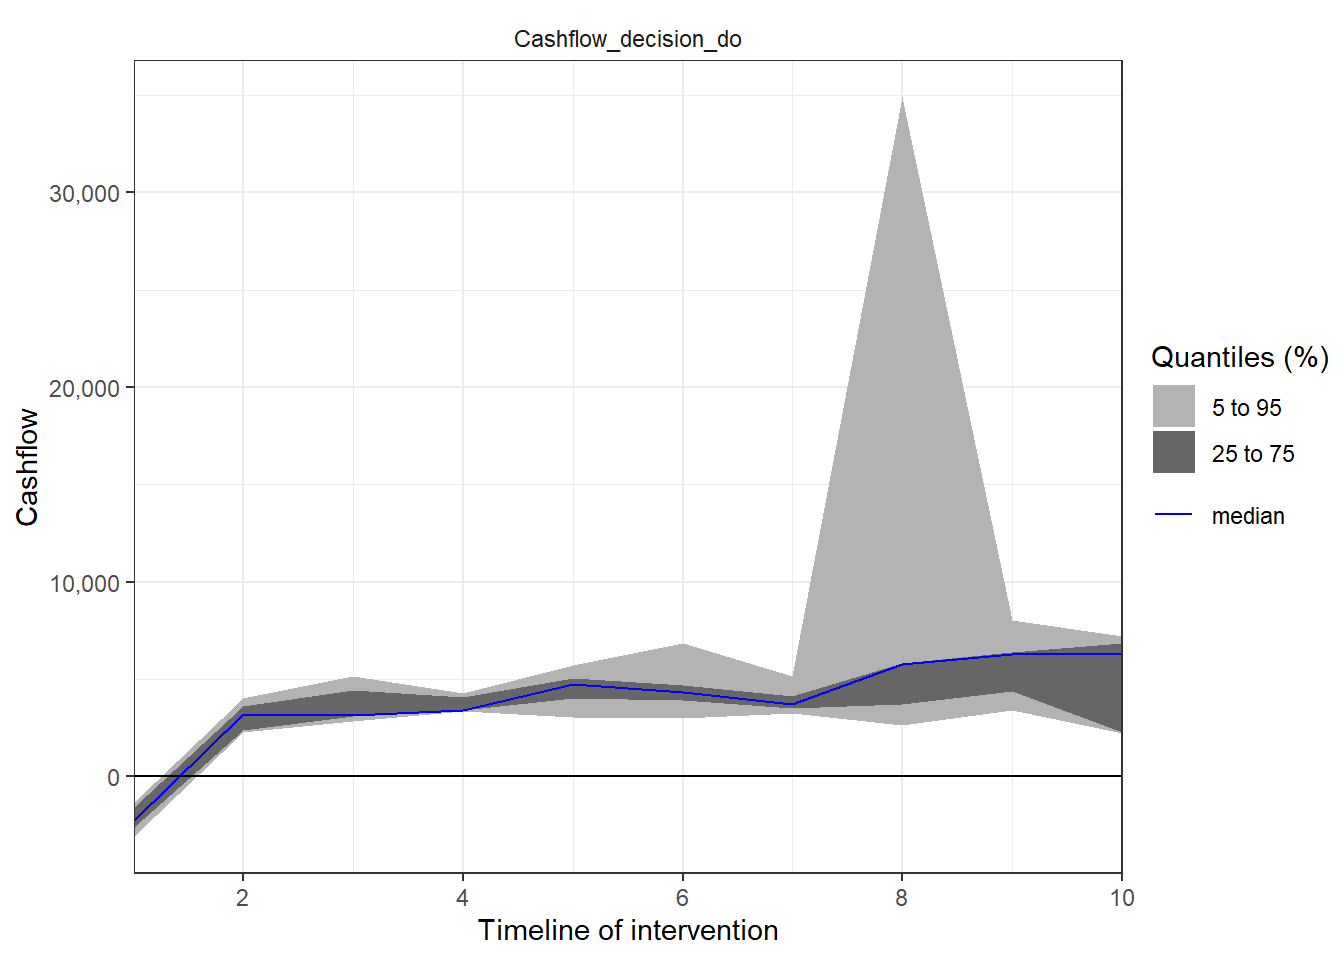 Cashflow_decision_do
30,000
20,000
10,000
0
Cashflow
2 4 6 8 10
Timeline of intervention
Quantiles (%)
5 to 95
25 to 75
median